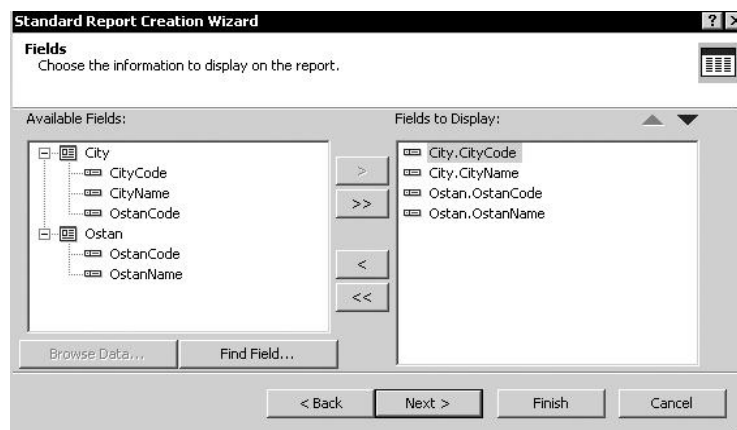 Standard Report Creation Wizard
Fields
Choose the information to display on the report.
Available Fields:
City
CityCode
CityName
OstanCode
Ostan
OstanCode
OstanName
>
>>
<
<<
Fields to Display:
City.CityCode
City.CityName
Ostan.OstanCode
Ostan.OstanName
Browse Data...
Find Field...
< Back
Next >
Finish
Cancel